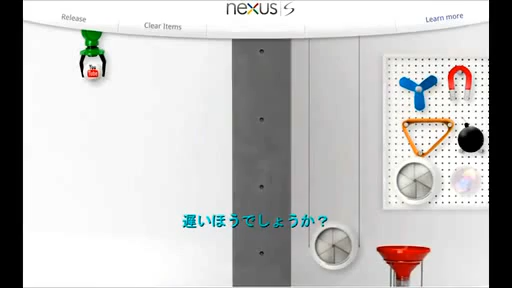 nexus S
Release
Clear Items
Learn more
You
Tube
遅いほうでしょうか?